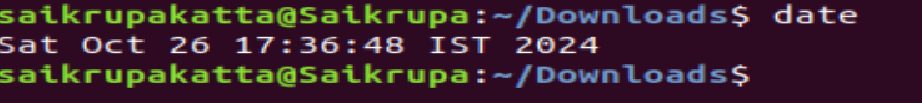 saikrupakatta@Saikrupa:~/Downloads$ date
Sat Oct 26 17:36:48 IST 2024
saikrupakatta@Saikrupa:~/Downloads$